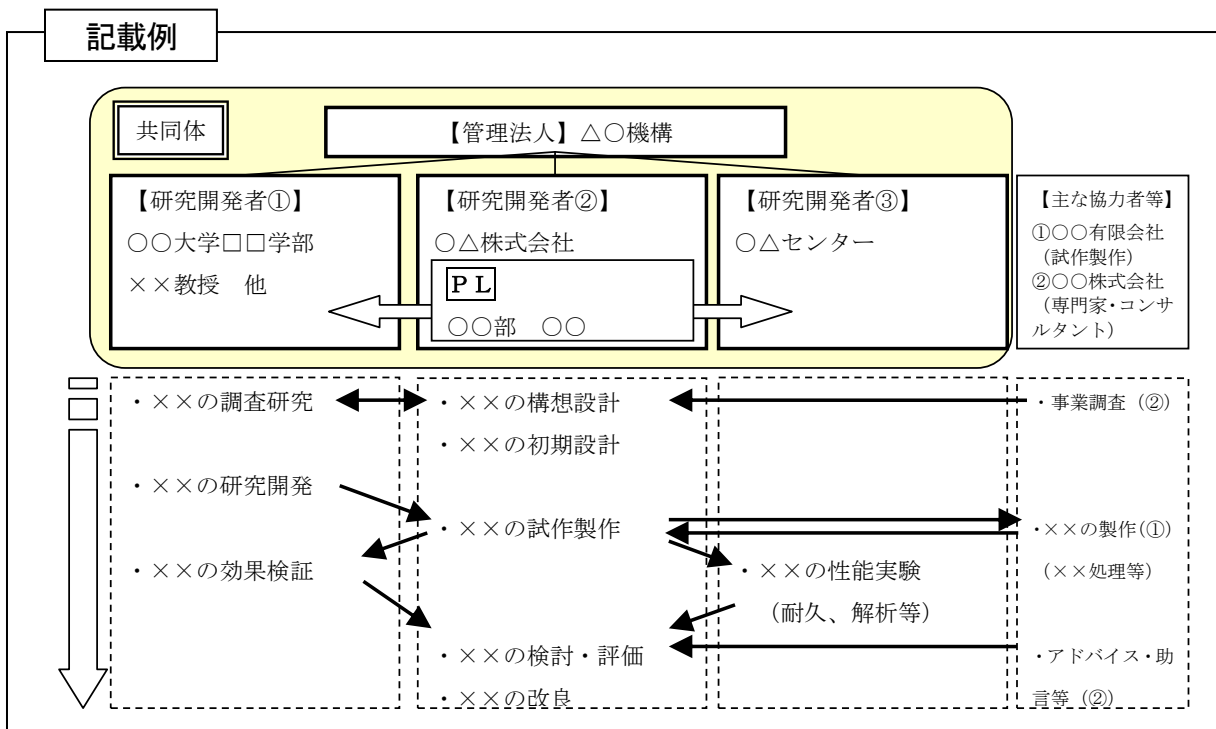 記載例
共同体
【管理法人】△○機構
【研究開発者①】
○○大学□□学部
××教授　他
【研究開発者②】
○△株式会社
ＰＬ
○○部　○○
【研究開発者③】
○△センター
【主な協力者等】
①○○有限会社
（試作製作）
②○○株式会社
（専門家・コンサ
ルタント）
・××の調査研究
・××の研究開発
・××の効果検証
・××の構想設計
・××の初期設計
・××の試作製作
・××の検討・評価
・××の改良
・××の性能実験
（耐久、解析等）
・事業調査（②）
・××の製作(①)
（××処理等）
・アドバイス・助
言等（②）